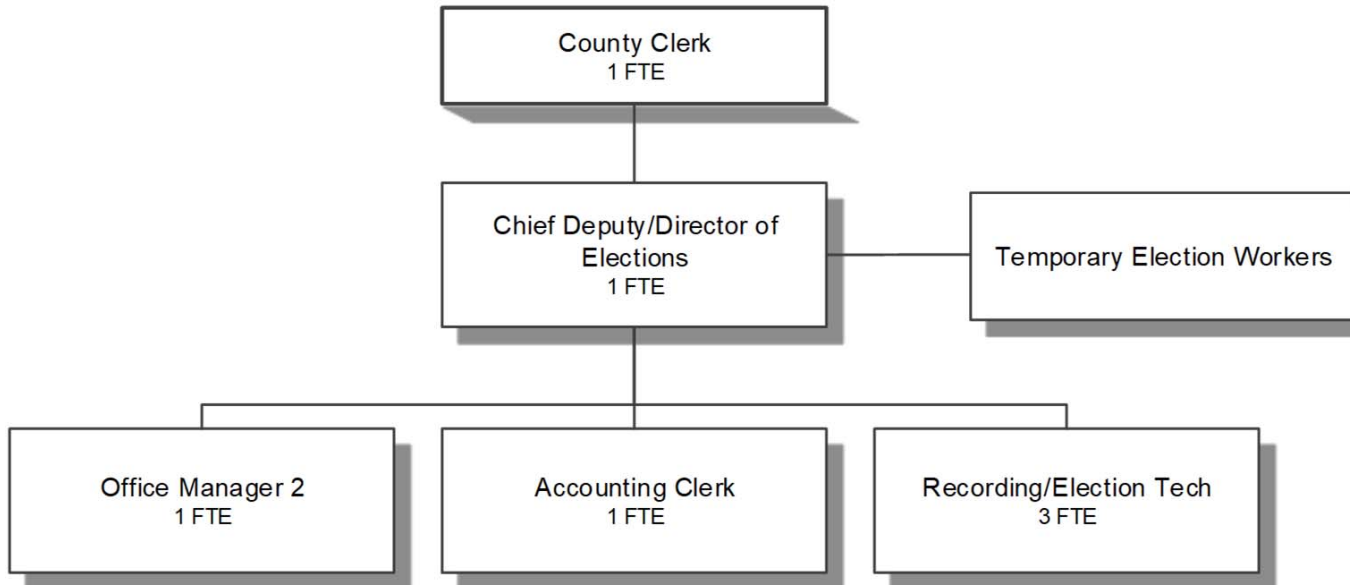 County Clerk
1 FTE
Chief Deputy/Director of
Elections
1 FTE
Temporary Election Workers
Office Manager 2
1 FTE
Accounting Clerk
1 FTE
Recording/Election Tech
3 FTE